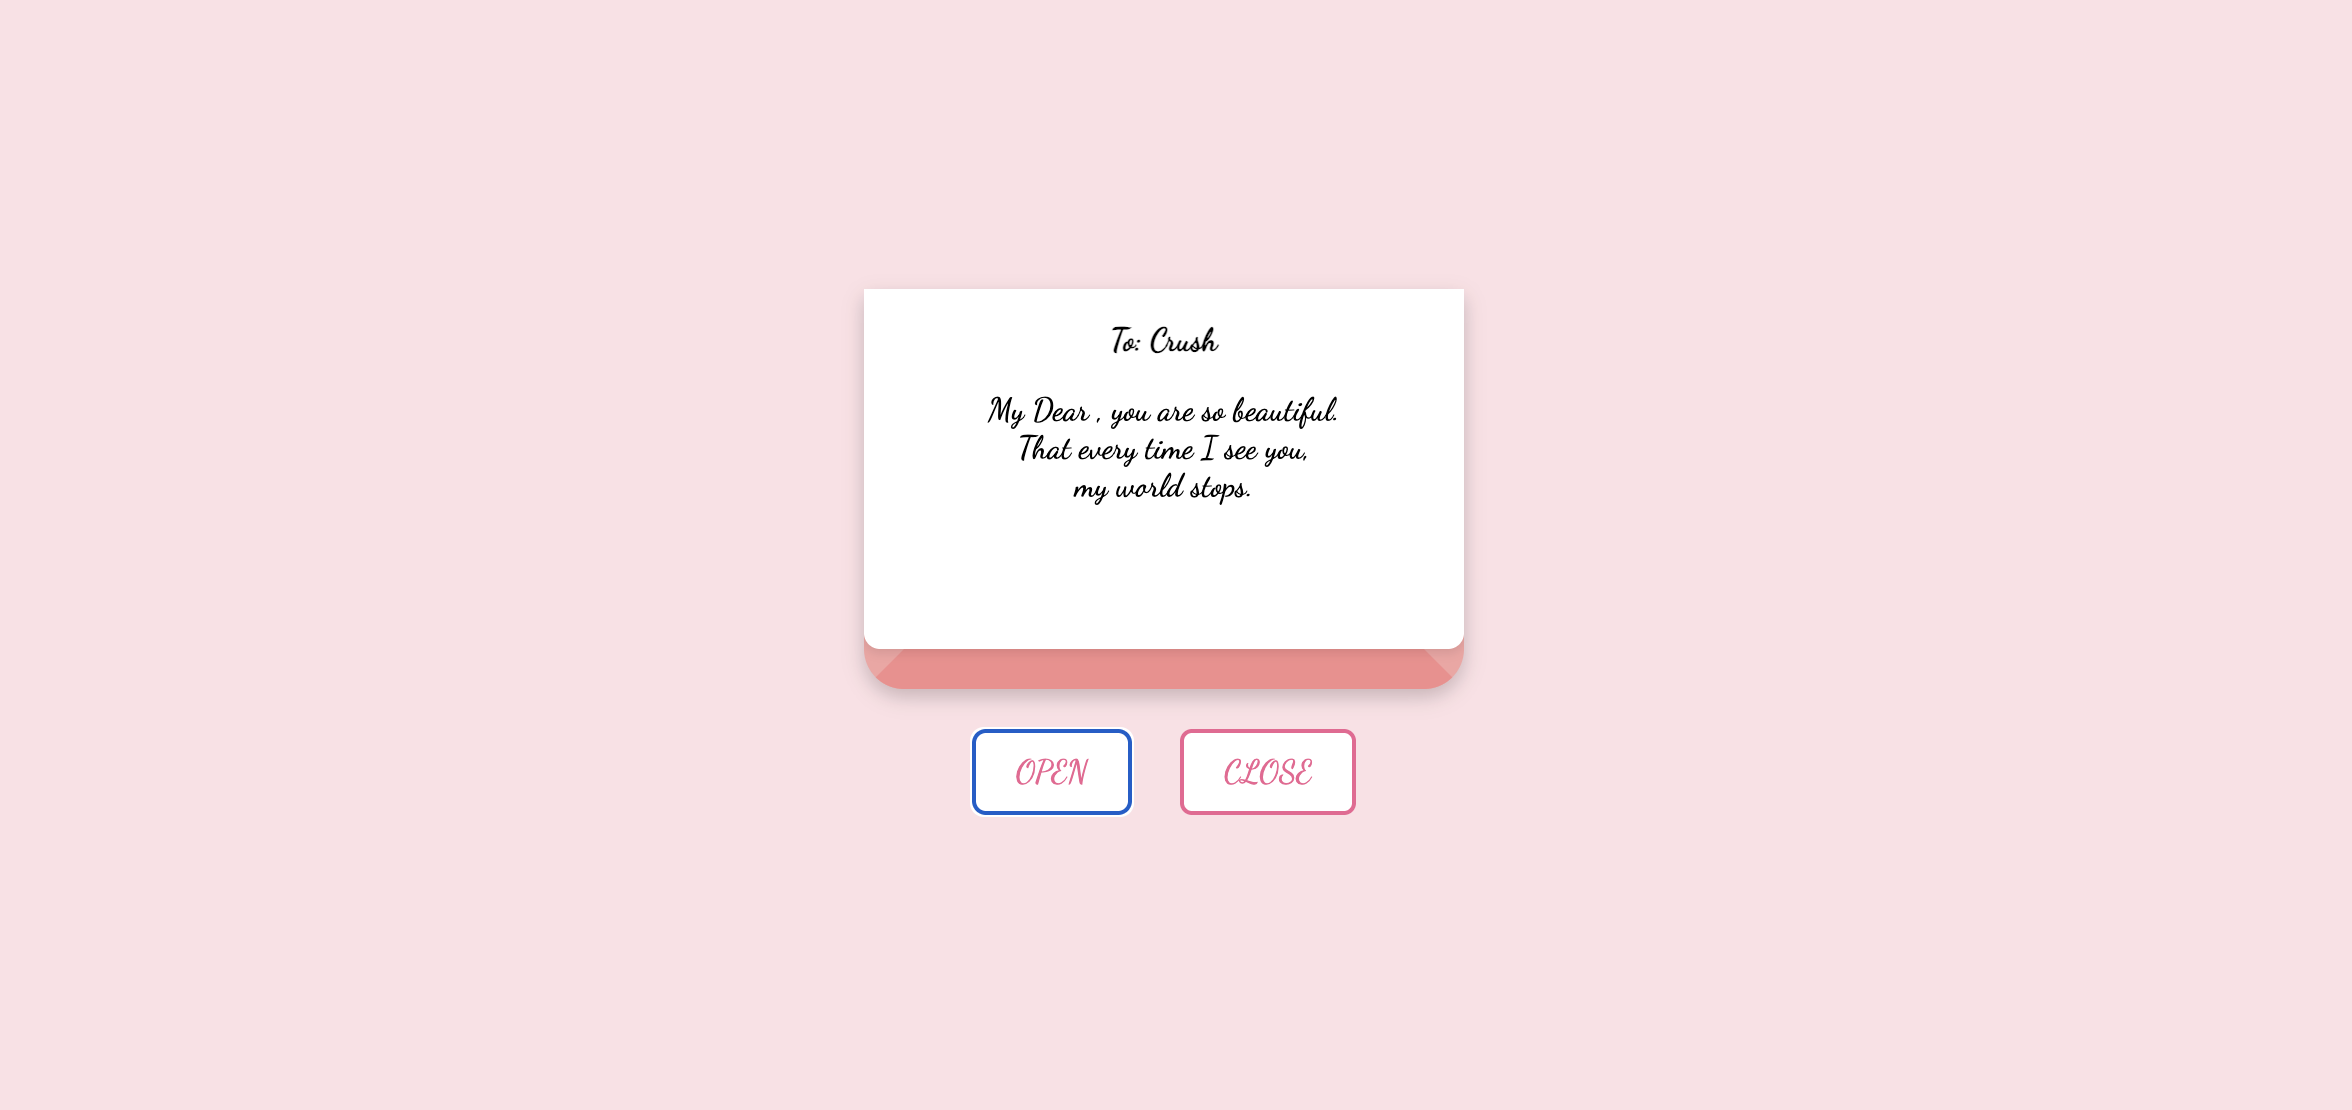 To: Crush
My Dear , you are so beautiful.
That every time I see you,
my world stops.
OPEN
CLOSE